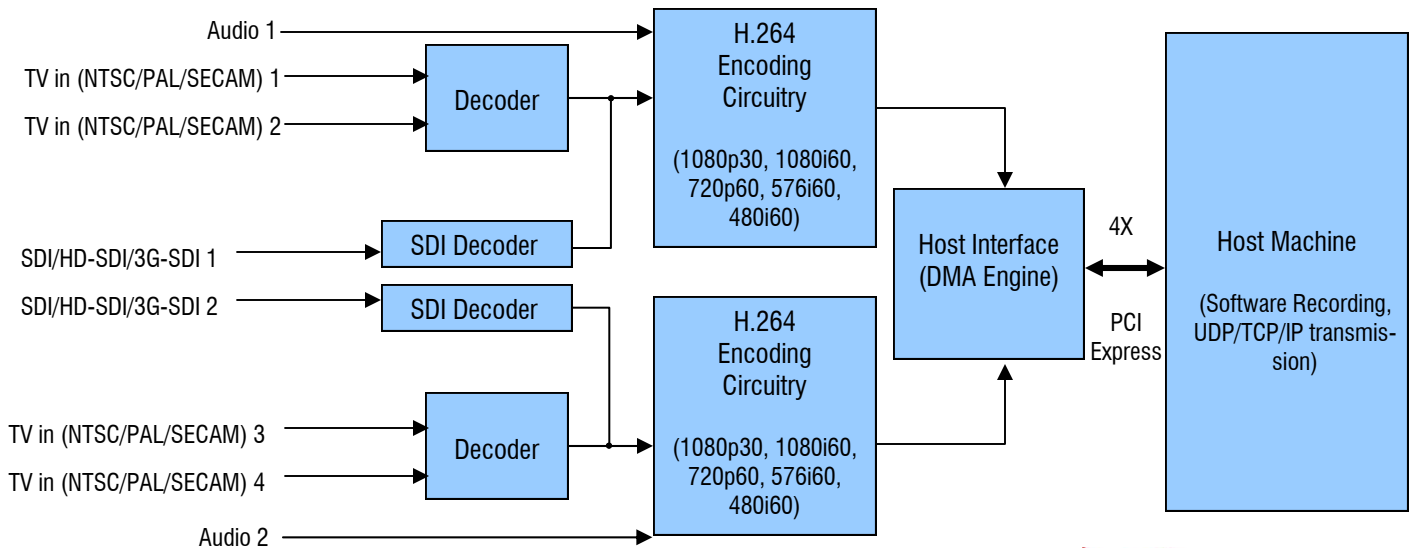 Audio 1
TV in (NTSC/PAL/SECAM) 1
TV in (NTSC/PAL/SECAM) 2
Decoder
H.264
Encoding
Circuitry
(1080p30, 1080i60,
720p60, 576i60,
480i60)
SDI/HD-SDI/3G-SDI 1
SDI Decoder
SDI/HD-SDI/3G-SDI 2
SDI Decoder
TV in (NTSC/PAL/SECAM) 3
TV in (NTSC/PAL/SECAM) 4
Decoder
Audio 2
H.264
Encoding
Circuitry
(1080p30, 1080i60,
720p60, 576i60,
480i60)
Host Interface
(DMA Engine)
4X
PCI
Express
Host Machine
(Software Recording,
UDP/TCP/IP transmis-
sion)